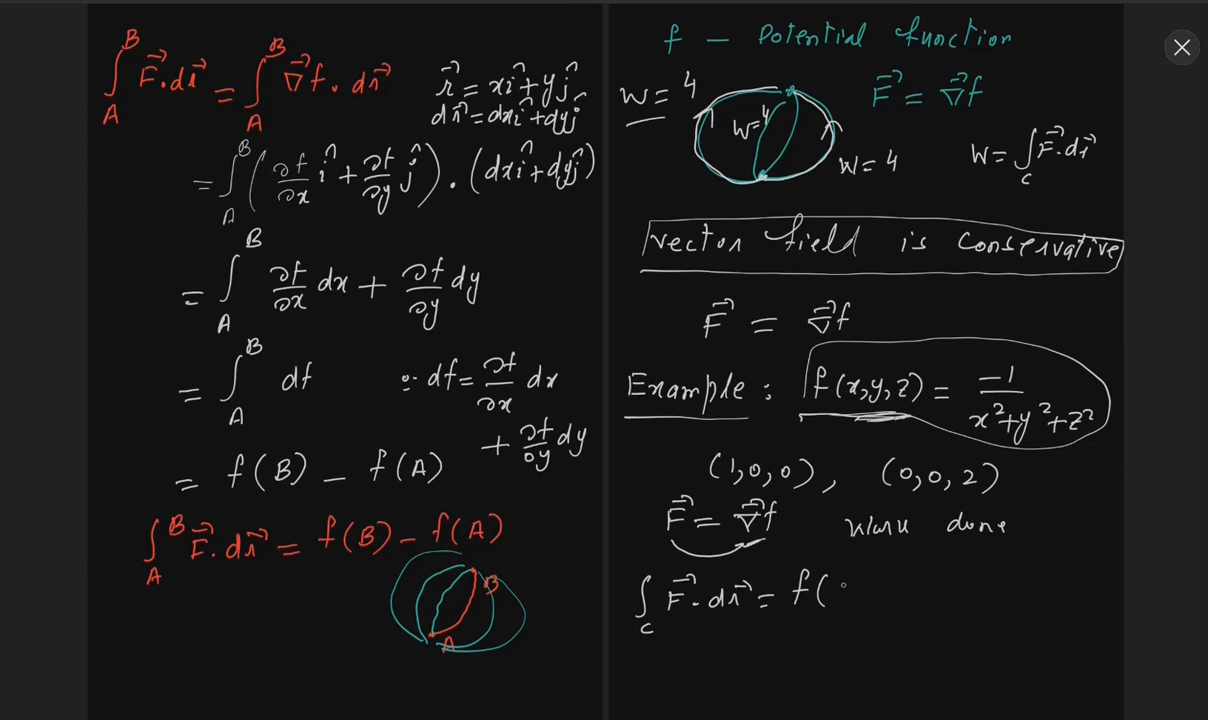 ∫_A^B F⃗·dr⃗ = ∫_A^B ∇⃗f·dr⃗
r⃗ = xî + yĵ
dr⃗ = dxî + dyĵ
= ∫_A^B (∂f/∂x î + ∂f/∂y ĵ) · (dxî + dyĵ)
= ∫_A^B ∂f/∂x dx + ∂f/∂y dy
= ∫_A^B df ∵ df = ∂f/∂x dx
+ ∂f/∂y dy
= f(B) - f(A)
∫_A^B F⃗·dr⃗ = f(B) - f(A)
B
A
f - Potential function
W = 4
F⃗ = ∇⃗f
W=4
W = 4
W = ∫_C F⃗·dr⃗
Vector field is conservative
F⃗ = ∇⃗f
Example : f(x,y,z) = -1/(x²+y²+z²)
(1,0,0), (0,0,2)
F⃗ = ∇⃗f work done
∫_C F⃗·dr⃗ = f(